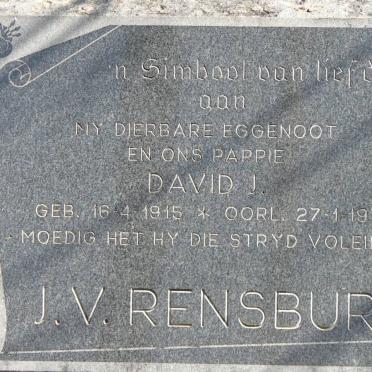 'n Simbool van liefd
aan
MY DIERBARE EGGENOOT
EN ONS PAPPIE
DAVID J.
GEB. 16-4-1915 * OORL. 27-1-19
- MOEDIG HET HY DIE STRYD VOLEI
J.V. RENSBUR